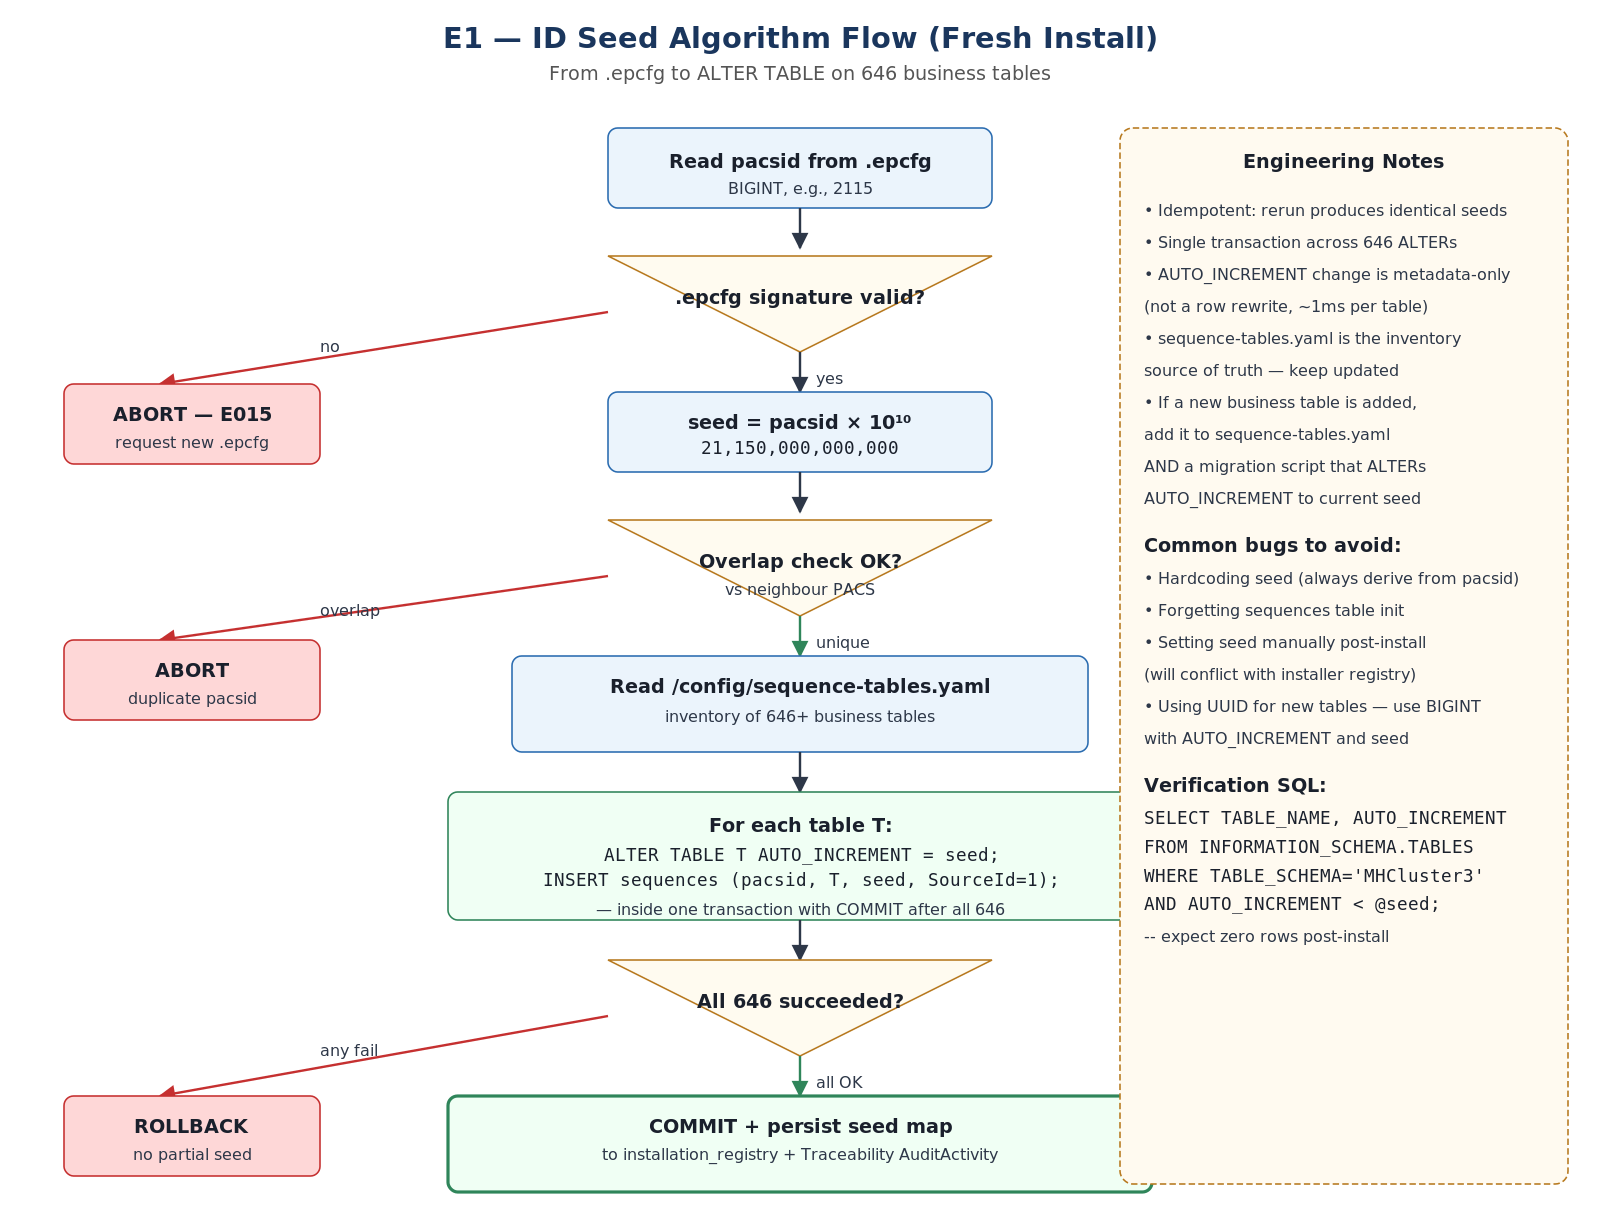 E1 — ID Seed Algorithm Flow (Fresh Install)
From .epcfg to ALTER TABLE on 646 business tables
Read pacsid from .epcfg
BIGINT, e.g., 2115
.epcfg signature valid?
no
yes
ABORT — E015
request new .epcfg
seed = pacsid × 10¹⁰
21,150,000,000,000
Overlap check OK?
vs neighbour PACS
overlap
unique
ABORT
duplicate pacsid
Read /config/sequence-tables.yaml
inventory of 646+ business tables
For each table T:
ALTER TABLE T AUTO_INCREMENT = seed;
INSERT sequences (pacsid, T, seed, SourceId=1);
— inside one transaction with COMMIT after all 646
All 646 succeeded?
any fail
all OK
ROLLBACK
no partial seed
COMMIT + persist seed map
to installation_registry + Traceability AuditActivity
Engineering Notes
• Idempotent: rerun produces identical seeds
• Single transaction across 646 ALTERs
• AUTO_INCREMENT change is metadata-only
(not a row rewrite, ~1ms per table)
• sequence-tables.yaml is the inventory
source of truth — keep updated
• If a new business table is added,
add it to sequence-tables.yaml
AND a migration script that ALTERs
AUTO_INCREMENT to current seed
Common bugs to avoid:
• Hardcoding seed (always derive from pacsid)
• Forgetting sequences table init
• Setting seed manually post-install
(will conflict with installer registry)
• Using UUID for new tables — use BIGINT
with AUTO_INCREMENT and seed
Verification SQL:
SELECT TABLE_NAME, AUTO_INCREMENT
FROM INFORMATION_SCHEMA.TABLES
WHERE TABLE_SCHEMA='MHCluster3'
AND AUTO_INCREMENT < @seed;
-- expect zero rows post-install